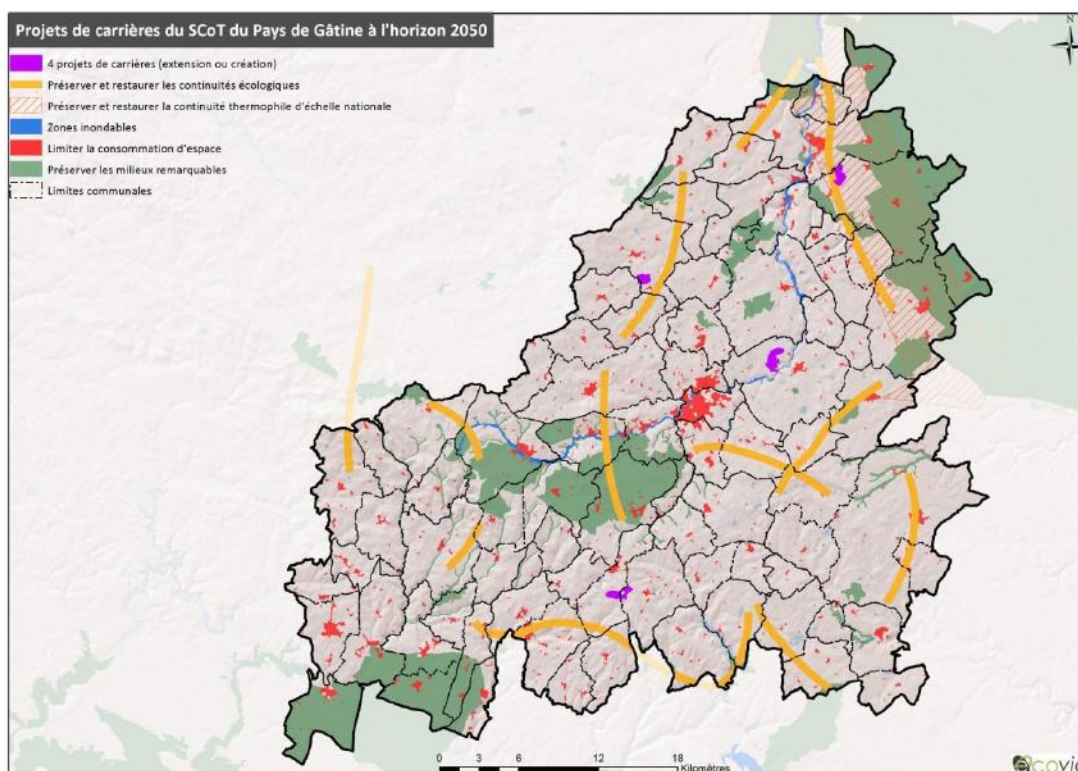 Projets de carrières du SCoT du Pays de Gâtine à l'horizon 2050
N
4 projets de carrières (extension ou création)
Préserver et restaurer les continuités écologiques
Préserver et restaurer la continuité thermophile d'échelle nationale
Zones inondables
Limiter la consommation d'espace
Préserver les milieux remarquables
Limites communales
0 3 6 12 18
Kilomètres
ecovia